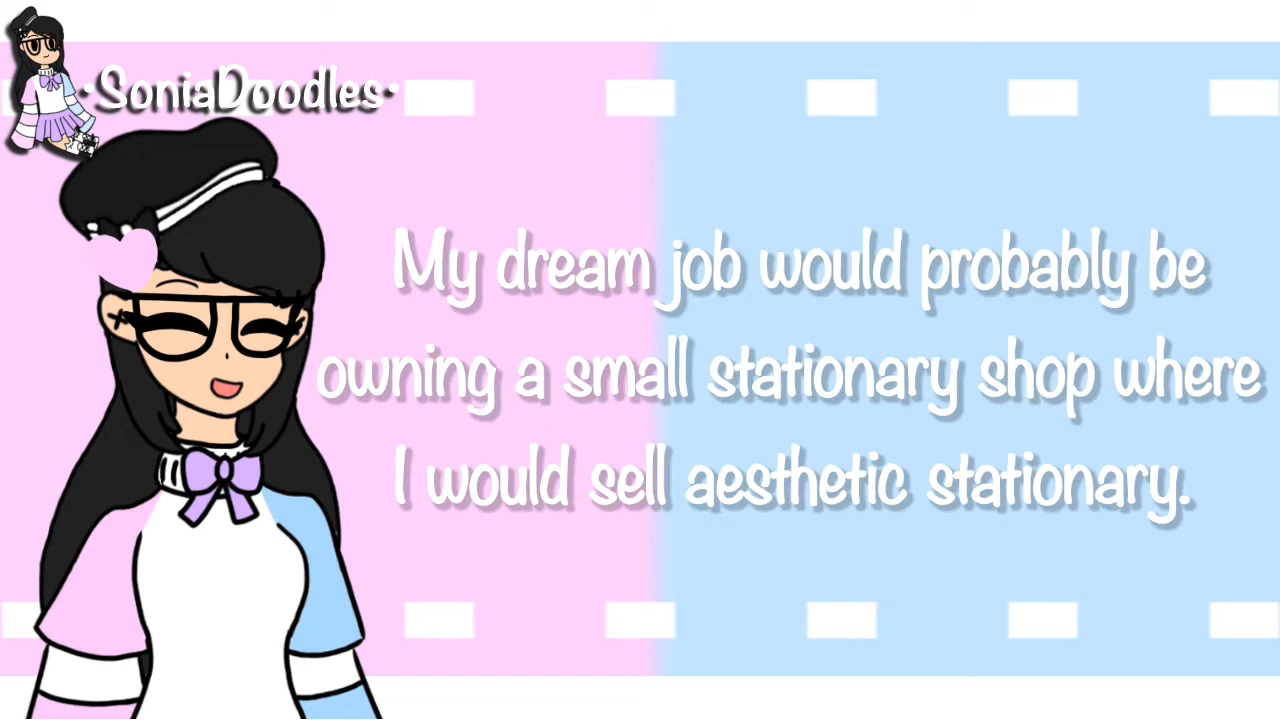 ·SoniaDoodles·
My dream job would probably be
owning a small stationary shop where
I would sell aesthetic stationary.